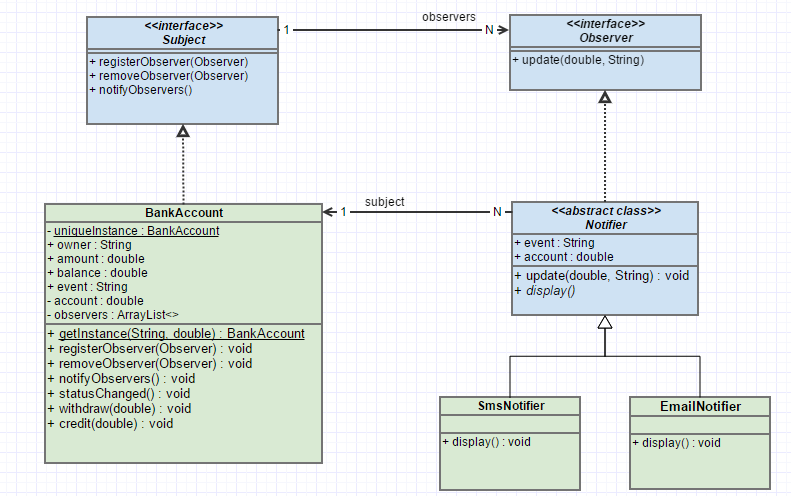 <<interface>>
Subject
+ registerObserver(Observer)
+ removeObserver(Observer)
+ notifyObservers()
1
observers
N
<<interface>>
Observer
+ update(double, String)
BankAccount
- uniqueInstance : BankAccount
+ owner : String
+ amount : double
+ balance : double
+ event : String
- account : double
- observers : ArrayList<>
+ getInstance(String, double) : BankAccount
+ registerObserver(Observer) : void
+ removeObserver(Observer) : void
+ notifyObservers() : void
+ statusChanged() : void
+ withdraw(double) : void
+ credit(double) : void
1
subject
N
<<abstract class>>
Notifier
+ event : String
+ account : double
+ update(double, String) : void
+ display()
SmsNotifier
+ display() : void
EmailNotifier
+ display() : void